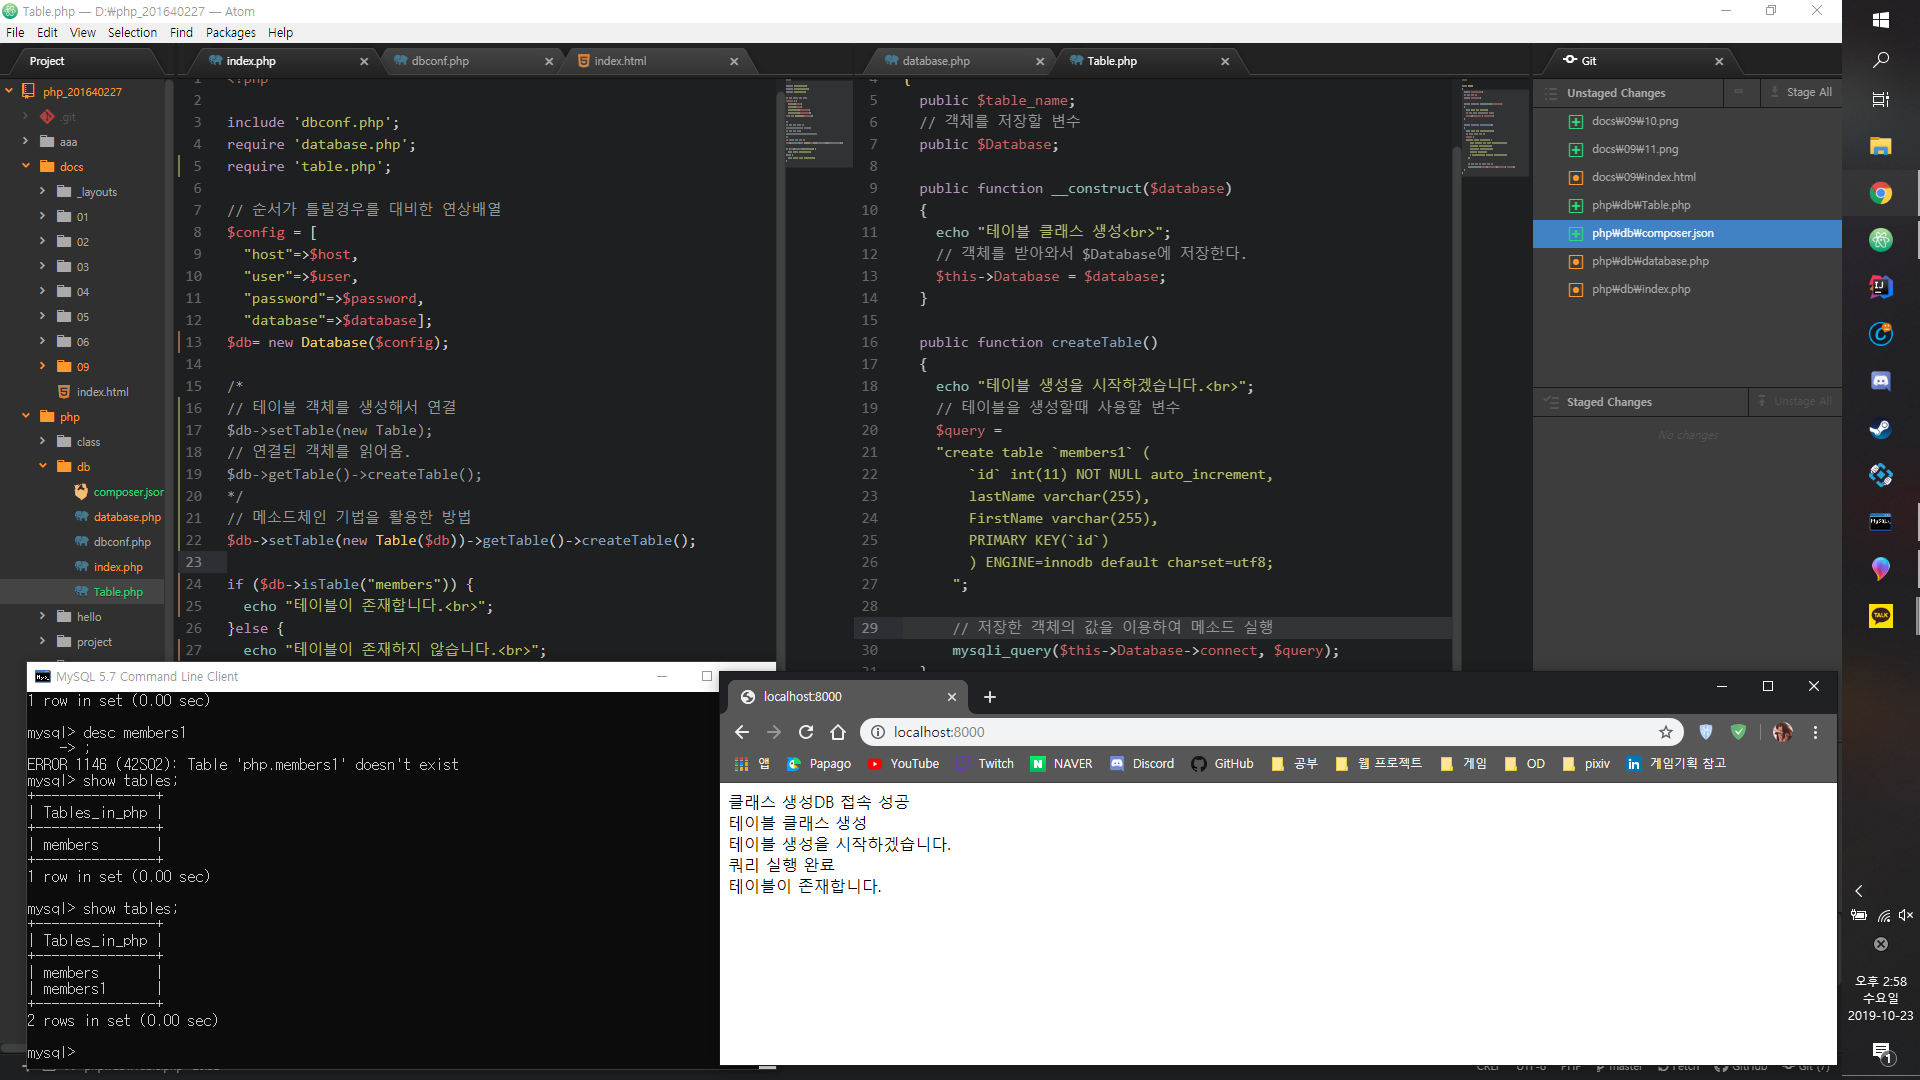 Table.php — D:₩php_201640227 — Atom
File Edit View Selection Find Packages Help
Project
php_201640227
.git
aaa
docs
_layouts
01
02
03
04
05
06
09
index.html
php
class
db
composer.json
database.php
dbconf.php
index.php
Table.php
hello
project
index.php
dbconf.php
index.html
1 <?php
2
3 include 'dbconf.php';
4 require 'database.php';
5 require 'table.php';
6
7 // 순서가 틀릴경우를 대비한 연상배열
8 $config = [
9 "host"=>$host,
10 "user"=>$user,
11 "password"=>$password,
12 "database"=>$database];
13 $db= new Database($config);
14
15 /*
16 // 테이블 객체를 생성해서 연결
17 $db->setTable(new Table);
18 // 연결된 객체를 읽어옴.
19 $db->getTable()->createTable();
20 */
21 // 메소드체인 기법을 활용한 방법
22 $db->setTable(new Table($db))->getTable()->createTable();
23
24 if ($db->isTable("members")) {
25 echo "테이블이 존재합니다.<br>";
26 }else {
27 echo "테이블이 존재하지 않습니다.<br>";
database.php
Table.php
4 {
5 public $table_name;
6 // 객체를 저장할 변수
7 public $Database;
8
9 public function __construct($database)
10 {
11 echo "테이블 클래스 생성<br>";
12 // 객체를 받아와서 $Database에 저장한다.
13 $this->Database = $database;
14 }
15
16 public function createTable()
17 {
18 echo "테이블 생성을 시작하겠습니다.<br>";
19 // 테이블을 생성할때 사용할 변수
20 $query =
21 "create table `members1` (
22 `id` int(11) NOT NULL auto_increment,
23 lastName varchar(255),
24 FirstName varchar(255),
25 PRIMARY KEY(`id`)
26 ) ENGINE=innodb default charset=utf8;
27 ";
28
29 // 저장한 객체의 값을 이용하여 메소드 실행
30 mysqli_query($this->Database->connect, $query);
31 }
Git
Unstaged Changes
Stage All
docs₩09₩10.png
docs₩09₩11.png
docs₩09₩index.html
php₩db₩Table.php
php₩db₩composer.json
php₩db₩database.php
php₩db₩index.php
Staged Changes
Unstage All
No changes
MySQL 5.7 Command Line Client
1 row in set (0.00 sec)
mysql> desc members1
-> ;
ERROR 1146 (42S02): Table 'php.members1' doesn't exist
mysql> show tables;
+---------------+
| Tables_in_php |
+---------------+
| members |
+---------------+
1 row in set (0.00 sec)
mysql> show tables;
+---------------+
| Tables_in_php |
+---------------+
| members |
| members1 |
+---------------+
2 rows in set (0.00 sec)
mysql>
localhost:8000
localhost:8000
앱 Papago YouTube Twitch NAVER Discord GitHub 공부 웹 프로젝트 게임 OD pixiv 게임기획 참고
클래스 생성DB 접속 성공
테이블 클래스 생성
테이블 생성을 시작하겠습니다.
쿼리 실행 완료
테이블이 존재합니다.
CRLF UTF-8 PHP master Fetch GitHub Git (7)
오후 2:58
수요일
2019-10-23
1